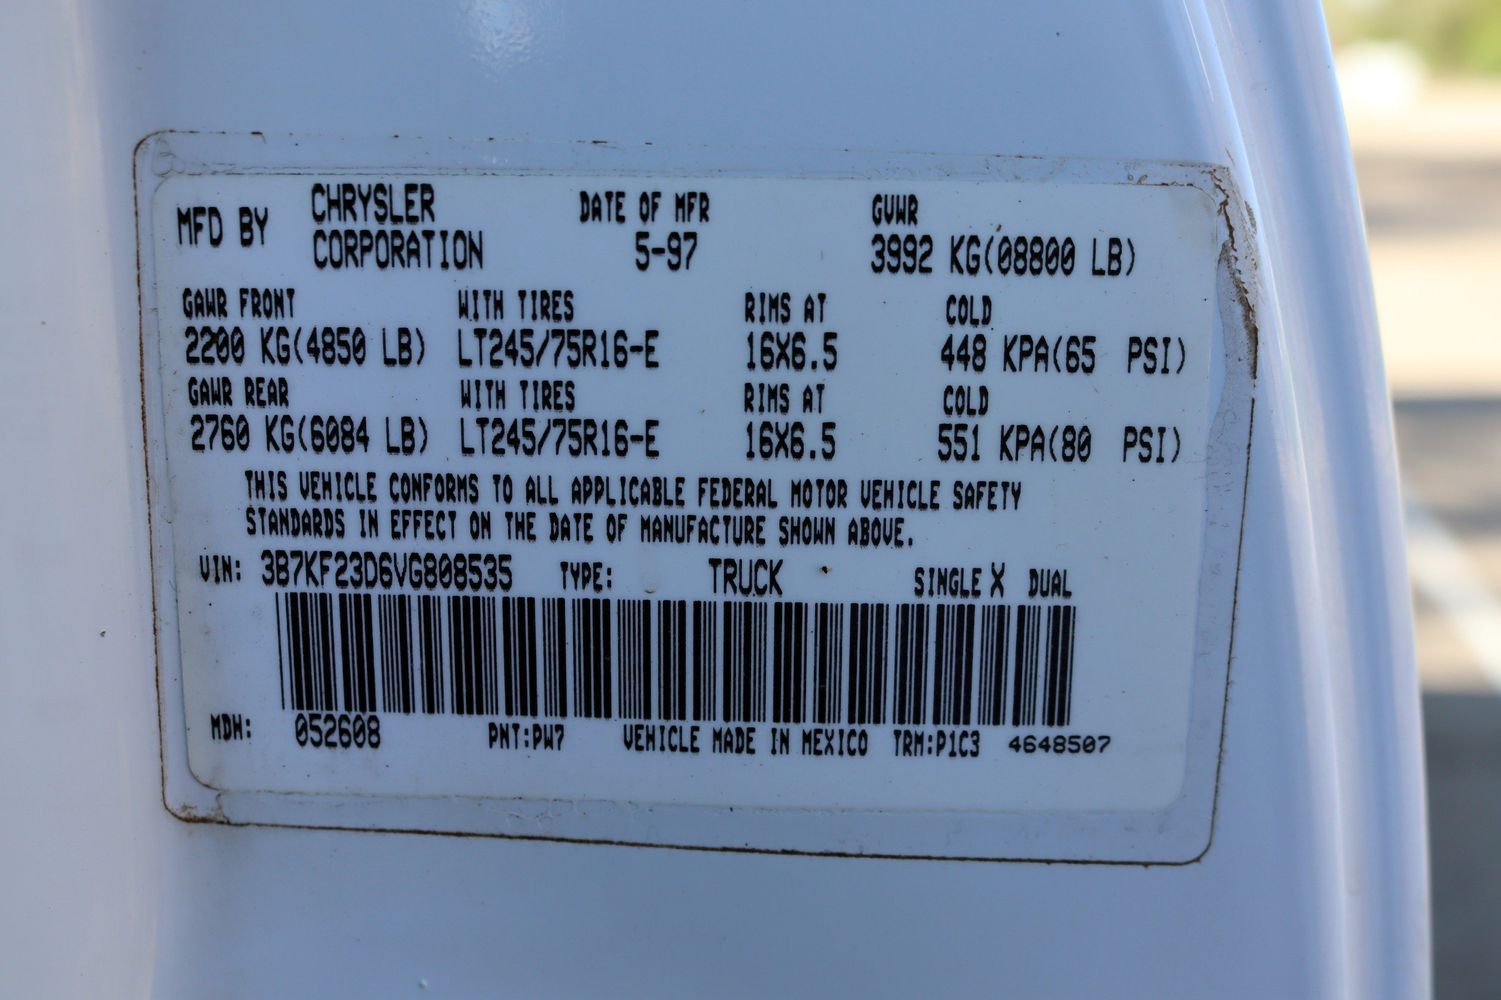 MFD BY CHRYSLER CORPORATION DATE OF MFR 5-97 GVWR 3992 KG(08800 LB)
GAWR FRONT WITH TIRES RIMS AT COLD
2200 KG(4850 LB) LT245/75R16-E 16X6.5 448 KPA(65 PSI)
GAWR REAR WITH TIRES RIMS AT COLD
2760 KG(6084 LB) LT245/75R16-E 16X6.5 551 KPA(80 PSI)
THIS VEHICLE CONFORMS TO ALL APPLICABLE FEDERAL MOTOR VEHICLE SAFETY
STANDARDS IN EFFECT ON THE DATE OF MANUFACTURE SHOWN ABOVE.
VIN: 3B7KF23D6VG808535 TYPE: TRUCK SINGLE X DUAL
MDH: 052608 PNT:PW7 VEHICLE MADE IN MEXICO TRM:P1C3 4648507